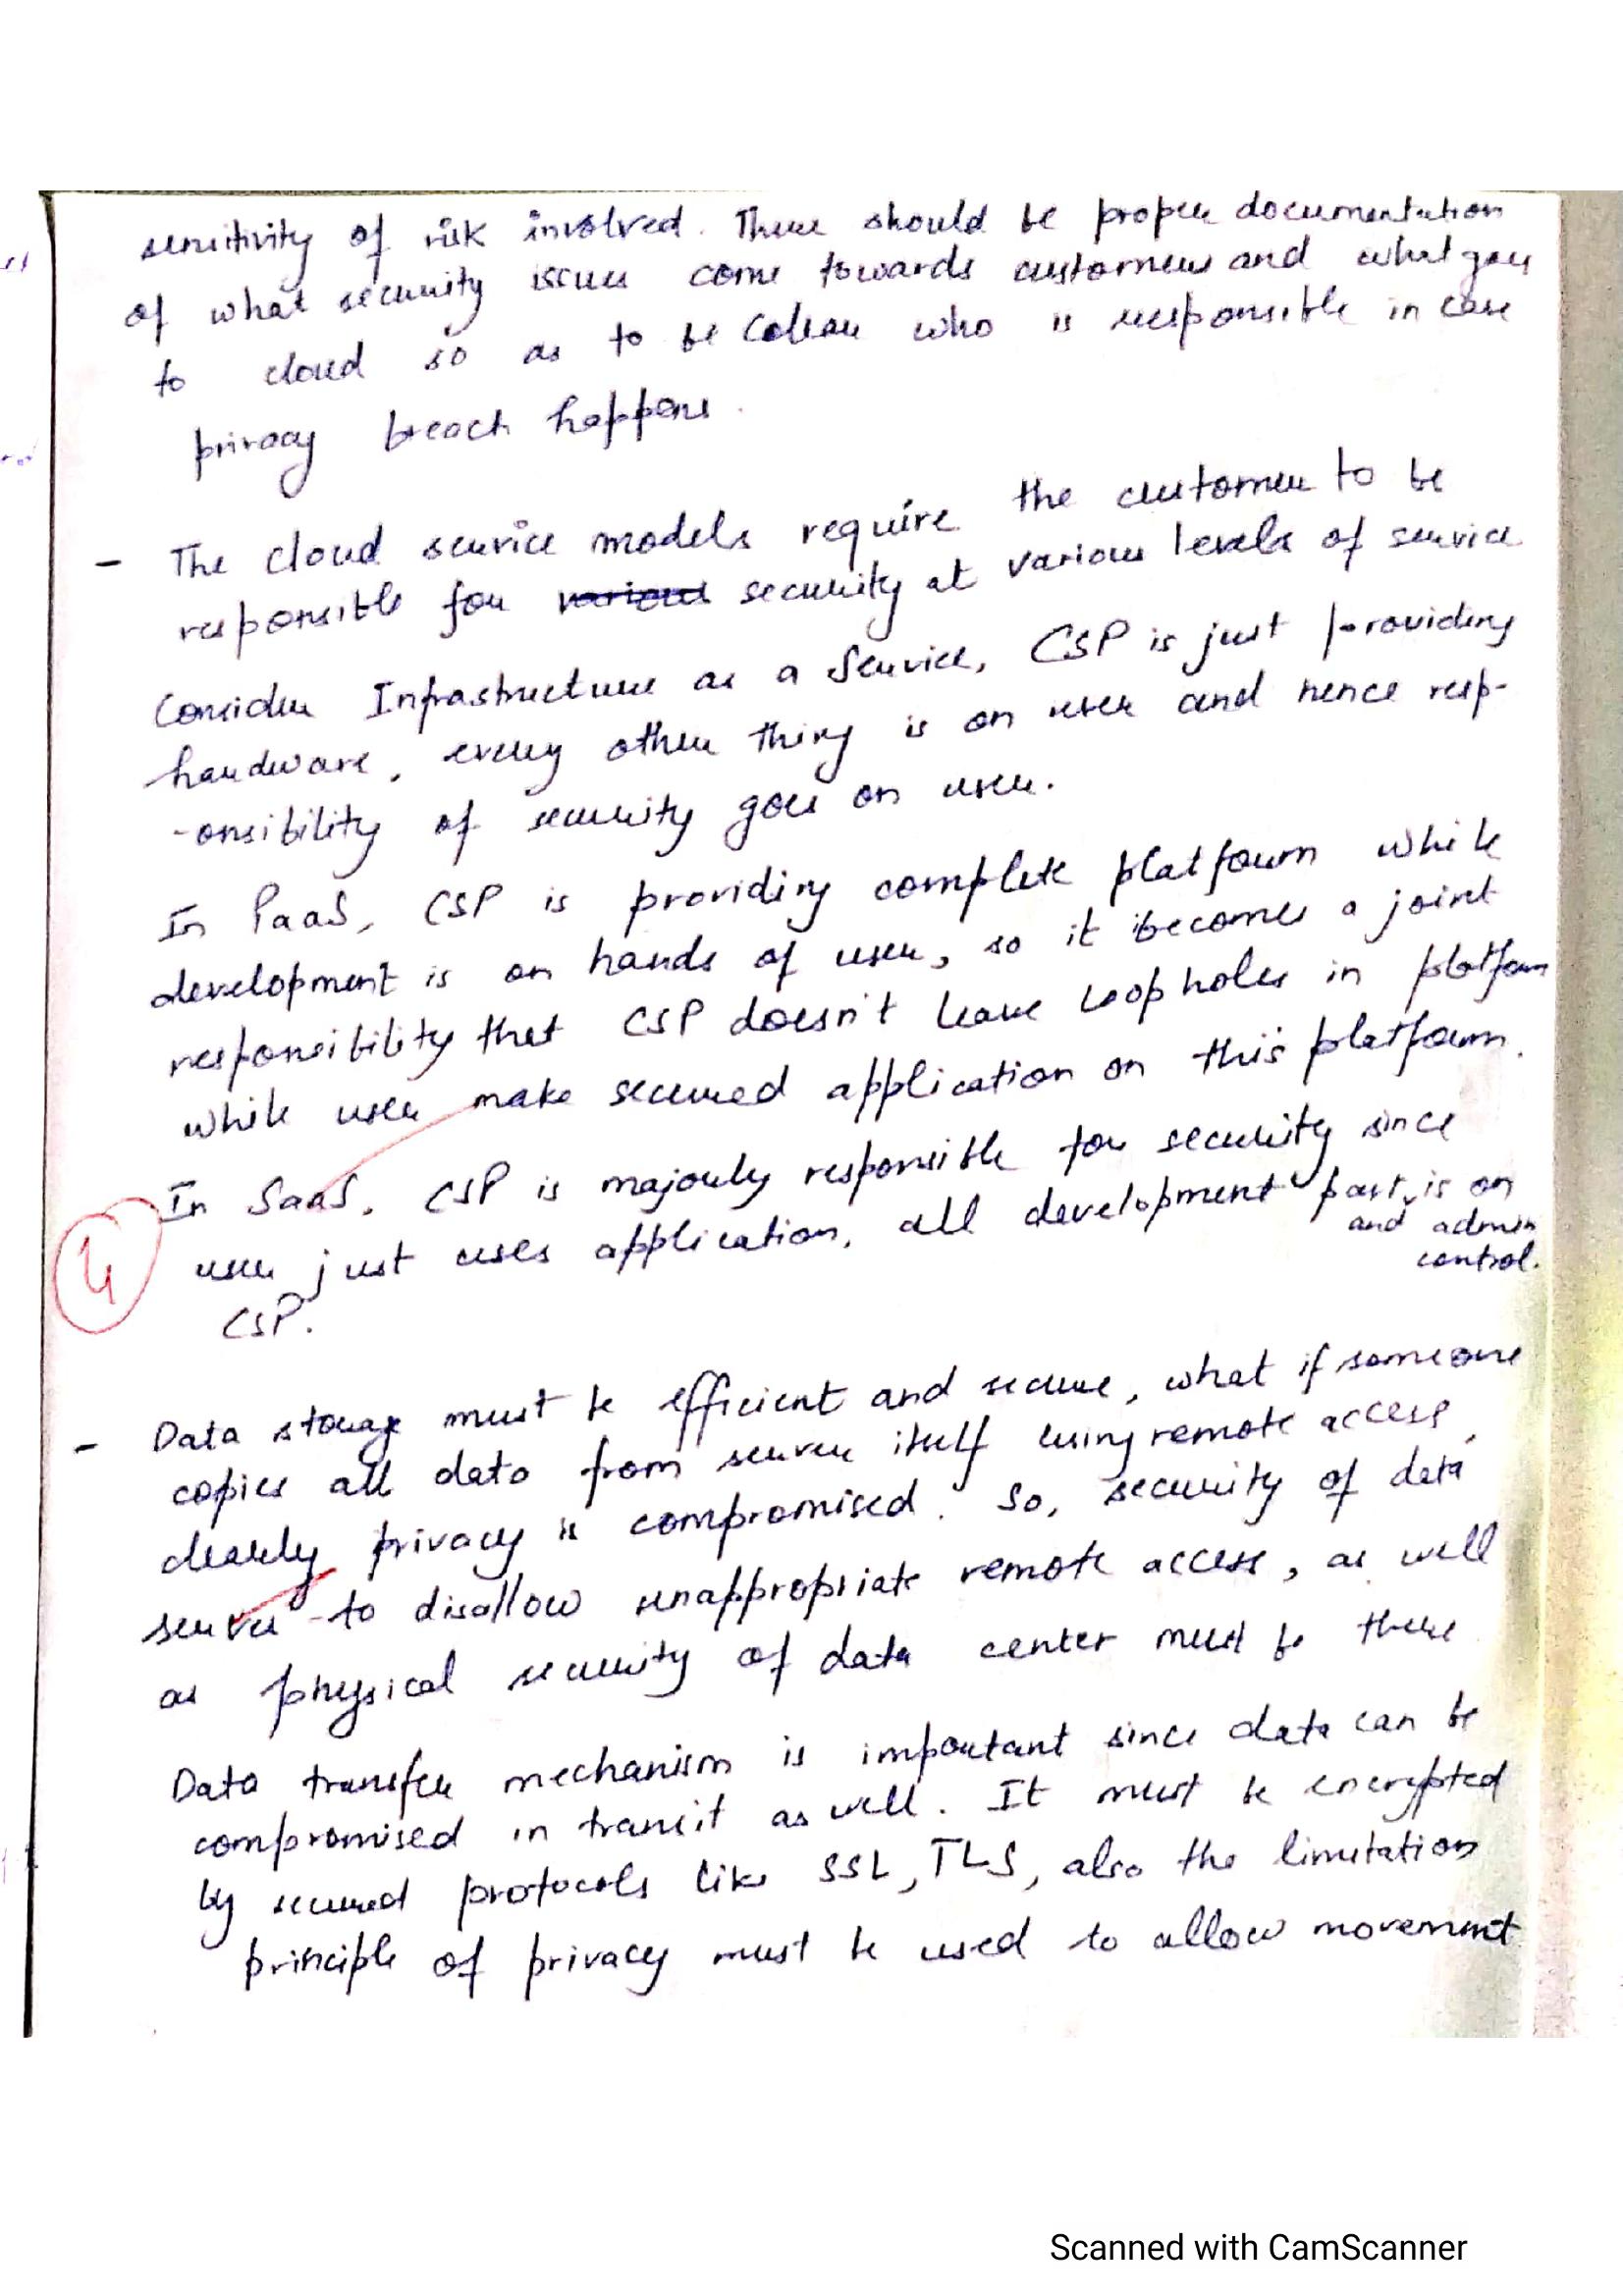 sensitivity of risk involved. There should be proper documentation
of what security issues come towards customers and what goes
to cloud so as to be clear who is responsible in case
privacy breach happens.
- The cloud service models require the customer to be
responsible for various security at various levels of service
Consider Infrastructure as a Service, CSP is just providing
hardware, every other thing is on user and hence resp-
-onsibility of security goes on user.
In PaaS, CSP is providing complete platform while
development is on hands of user, so it becomes a joint
responsibility that CSP doesn't leave loopholes in platform
while user make secured application on this platform.
In SaaS, CSP is majorly responsible for security since
user just uses application, all development part is on
and admin
control.
4
CSP.
- Data storage must be efficient and secure, what if someone
copies all data from server itself using remote access,
clearly privacy is compromised. So, security of data
server to disallow unappropriate remote access, as well
as physical security of data center must be there
Data transfer mechanism is important since data can be
compromised in transit as well. It must be encrypted
by secured protocols like SSL, TLS, also the limitation
principle of privacy must be used to allow movement
Scanned with CamScanner